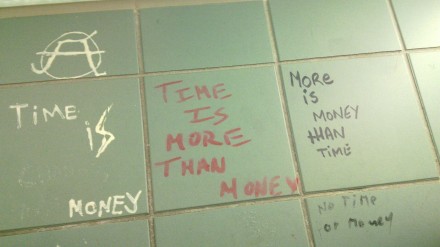 TIME
iS
MONEY
TIME
IS
MORE
THAN
MONEY
MORe
is
MONEY
tHAN
TiME
No Time
or Money